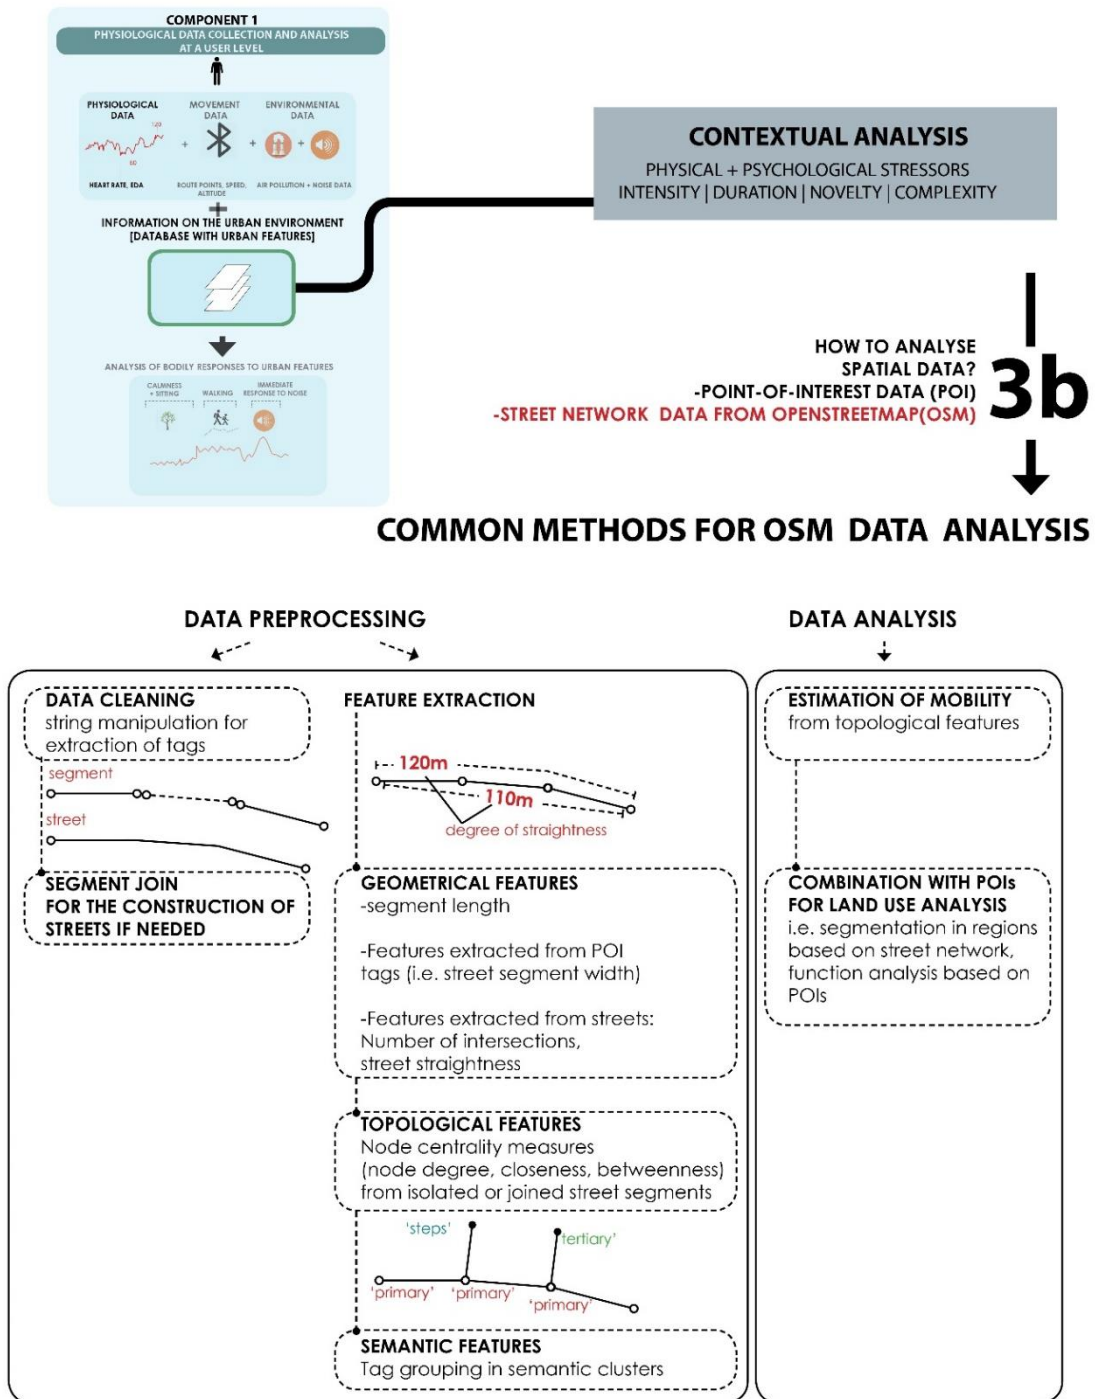 COMPONENT 1
PHYSIOLOGICAL DATA COLLECTION AND ANALYSIS
AT A USER LEVEL
PHYSIOLOGICAL
DATA
MOVEMENT
DATA
ENVIRONMENTAL
DATA
120
60
+
+
+
HEART RATE, EDA
ROUTE POINTS, SPEED,
ALTITUDE
AIR POLLUTION + NOISE DATA
+
INFORMATION ON THE URBAN ENVIRONMENT
[DATABASE WITH URBAN FEATURES]
ANALYSIS OF BODILY RESPONSES TO URBAN FEATURES
CALMNESS
+ SITTING
WALKING
IMMEDIATE
RESPONSE TO NOISE
CONTEXTUAL ANALYSIS
PHYSICAL + PSYCHOLOGICAL STRESSORS
INTENSITY | DURATION | NOVELTY | COMPLEXITY
HOW TO ANALYSE
SPATIAL DATA?
-POINT-OF-INTEREST DATA (POI)
-STREET NETWORK DATA FROM OPENSTREETMAP(OSM)
3b
COMMON METHODS FOR OSM DATA ANALYSIS
DATA PREPROCESSING
DATA CLEANING
string manipulation for
extraction of tags
segment
street
SEGMENT JOIN
FOR THE CONSTRUCTION OF
STREETS IF NEEDED
FEATURE EXTRACTION
120m
110m
degree of straightness
GEOMETRICAL FEATURES
-segment length
-Features extracted from POI
tags (i.e. street segment width)
-Features extracted from streets:
Number of intersections,
street straightness
TOPOLOGICAL FEATURES
Node centrality measures
(node degree, closeness, betweenness)
from isolated or joined street segments
'steps'
'tertiary'
'primary'
'primary'
'primary'
SEMANTIC FEATURES
Tag grouping in semantic clusters
DATA ANALYSIS
ESTIMATION OF MOBILITY
from topological features
COMBINATION WITH POIs
FOR LAND USE ANALYSIS
i.e. segmentation in regions
based on street network,
function analysis based on
POIs